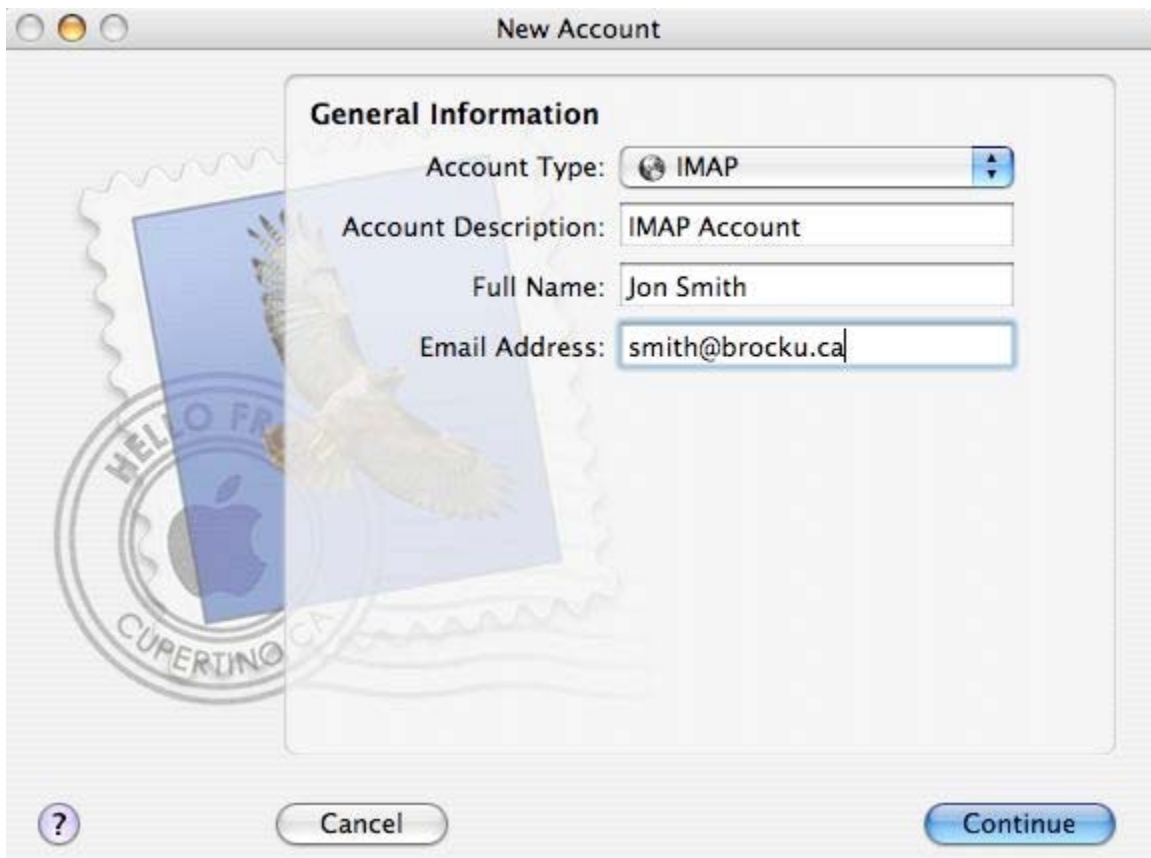 New Account
General Information
Account Type: IMAP
Account Description: IMAP Account
Full Name: Jon Smith
Email Address: smith@brocku.ca
HELLO FR
CUPERTINO CA
? Cancel Continue